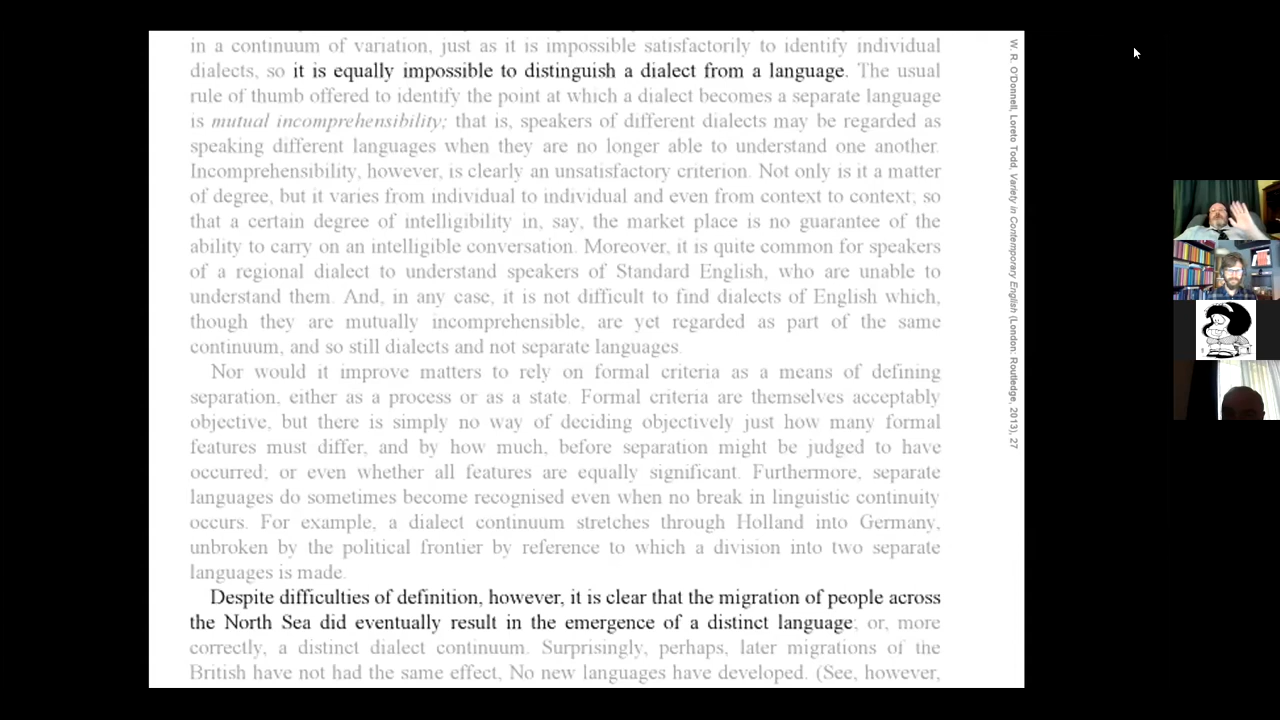 in a continuum of variation, just as it is impossible satisfactorily to identify individual
dialects, so it is equally impossible to distinguish a dialect from a language. The usual
rule of thumb offered to identify the point at which a dialect becomes a separate language
is mutual incomprehensibility; that is, speakers of different dialects may be regarded as
speaking different languages when they are no longer able to understand one another.
Incomprehensibility, however, is clearly an unsatisfactory criterion. Not only is it a matter
of degree, but it varies from individual to individual and even from context to context; so
that a certain degree of intelligibility in, say, the market place is no guarantee of the
ability to carry on an intelligible conversation. Moreover, it is quite common for speakers
of a regional dialect to understand speakers of Standard English, who are unable to
understand them. And, in any case, it is not difficult to find dialects of English which,
though they are mutually incomprehensible, are yet regarded as part of the same
continuum, and so still dialects and not separate languages.
Nor would it improve matters to rely on formal criteria as a means of defining
separation, either as a process or as a state. Formal criteria are themselves acceptably
objective, but there is simply no way of deciding objectively just how many formal
features must differ, and by how much, before separation might be judged to have
occurred; or even whether all features are equally significant. Furthermore, separate
languages do sometimes become recognised even when no break in linguistic continuity
occurs. For example, a dialect continuum stretches through Holland into Germany,
unbroken by the political frontier by reference to which a division into two separate
languages is made.
Despite difficulties of definition, however, it is clear that the migration of people across
the North Sea did eventually result in the emergence of a distinct language; or, more
correctly, a distinct dialect continuum. Surprisingly, perhaps, later migrations of the
British have not had the same effect, No new languages have developed. (See, however,
W. R. O'Donnell, Loreto Todd, Variety in Contemporary English (London: Routledge, 2013), 27